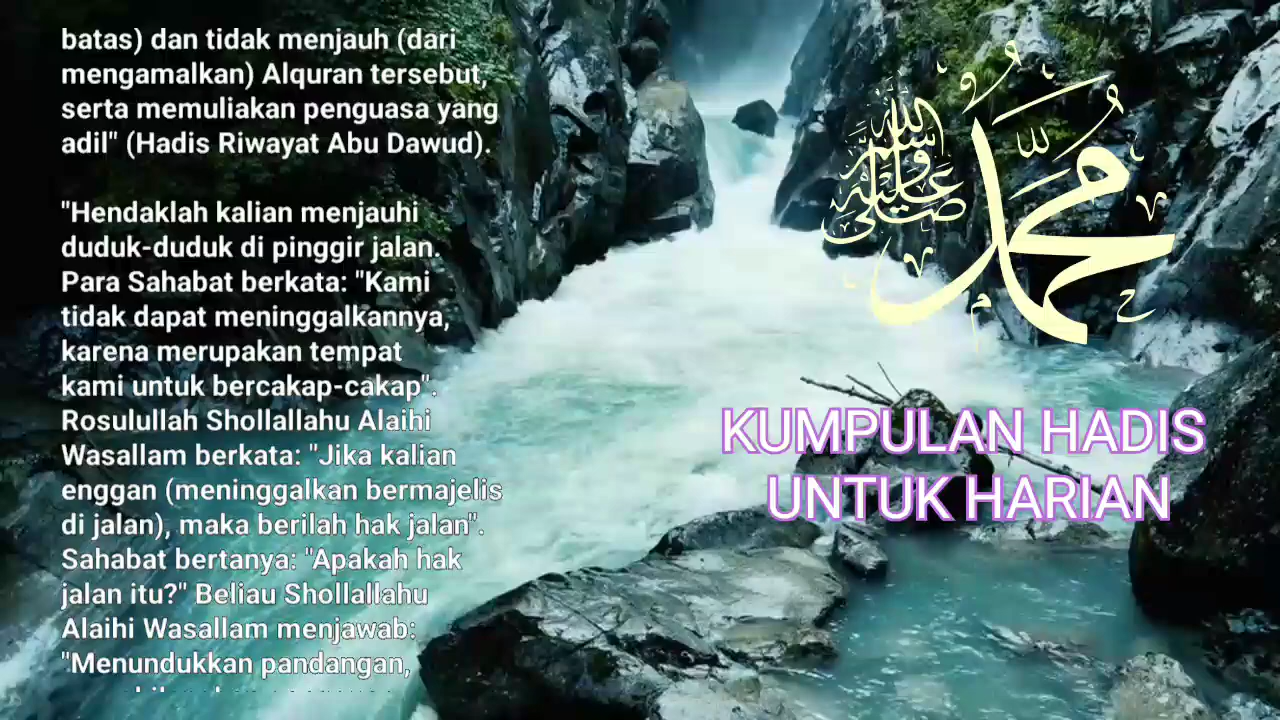 batas) dan tidak menjauh (dari
mengamalkan) Alquran tersebut,
serta memuliakan penguasa yang
adil" (Hadis Riwayat Abu Dawud).
"Hendaklah kalian menjauhi
duduk-duduk di pinggir jalan.
Para Sahabat berkata: "Kami
tidak dapat meninggalkannya,
karena merupakan tempat
kami untuk bercakap-cakap".
Rosulullah Shollallahu Alaihi
Wasallam berkata: "Jika kalian
enggan (meninggalkan bermajelis
di jalan), maka berilah hak jalan".
Sahabat bertanya: "Apakah hak
jalan itu?" Beliau Shollallahu
Alaihi Wasallam menjawab:
"Menundukkan pandangan,
محمد
صلى الله عليه وسلم
KUMPULAN HADIS
UNTUK HARIAN